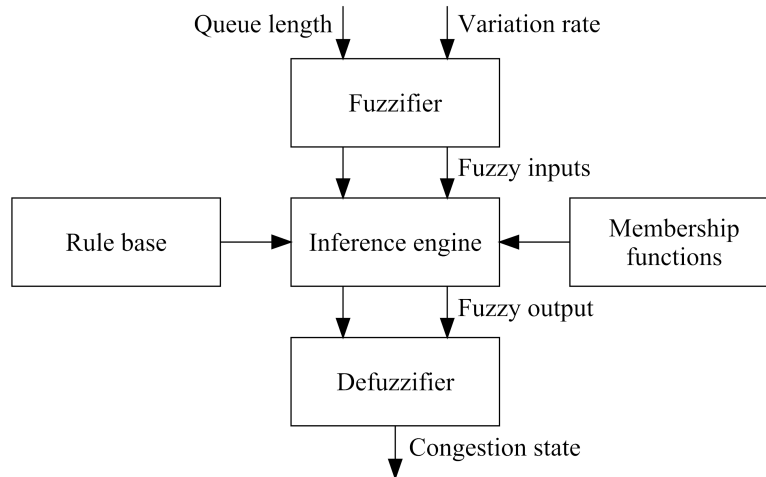 Queue length
Variation rate
Fuzzifier
Fuzzy inputs
Rule base
Inference engine
Membership
functions
Fuzzy output
Defuzzifier
Congestion state